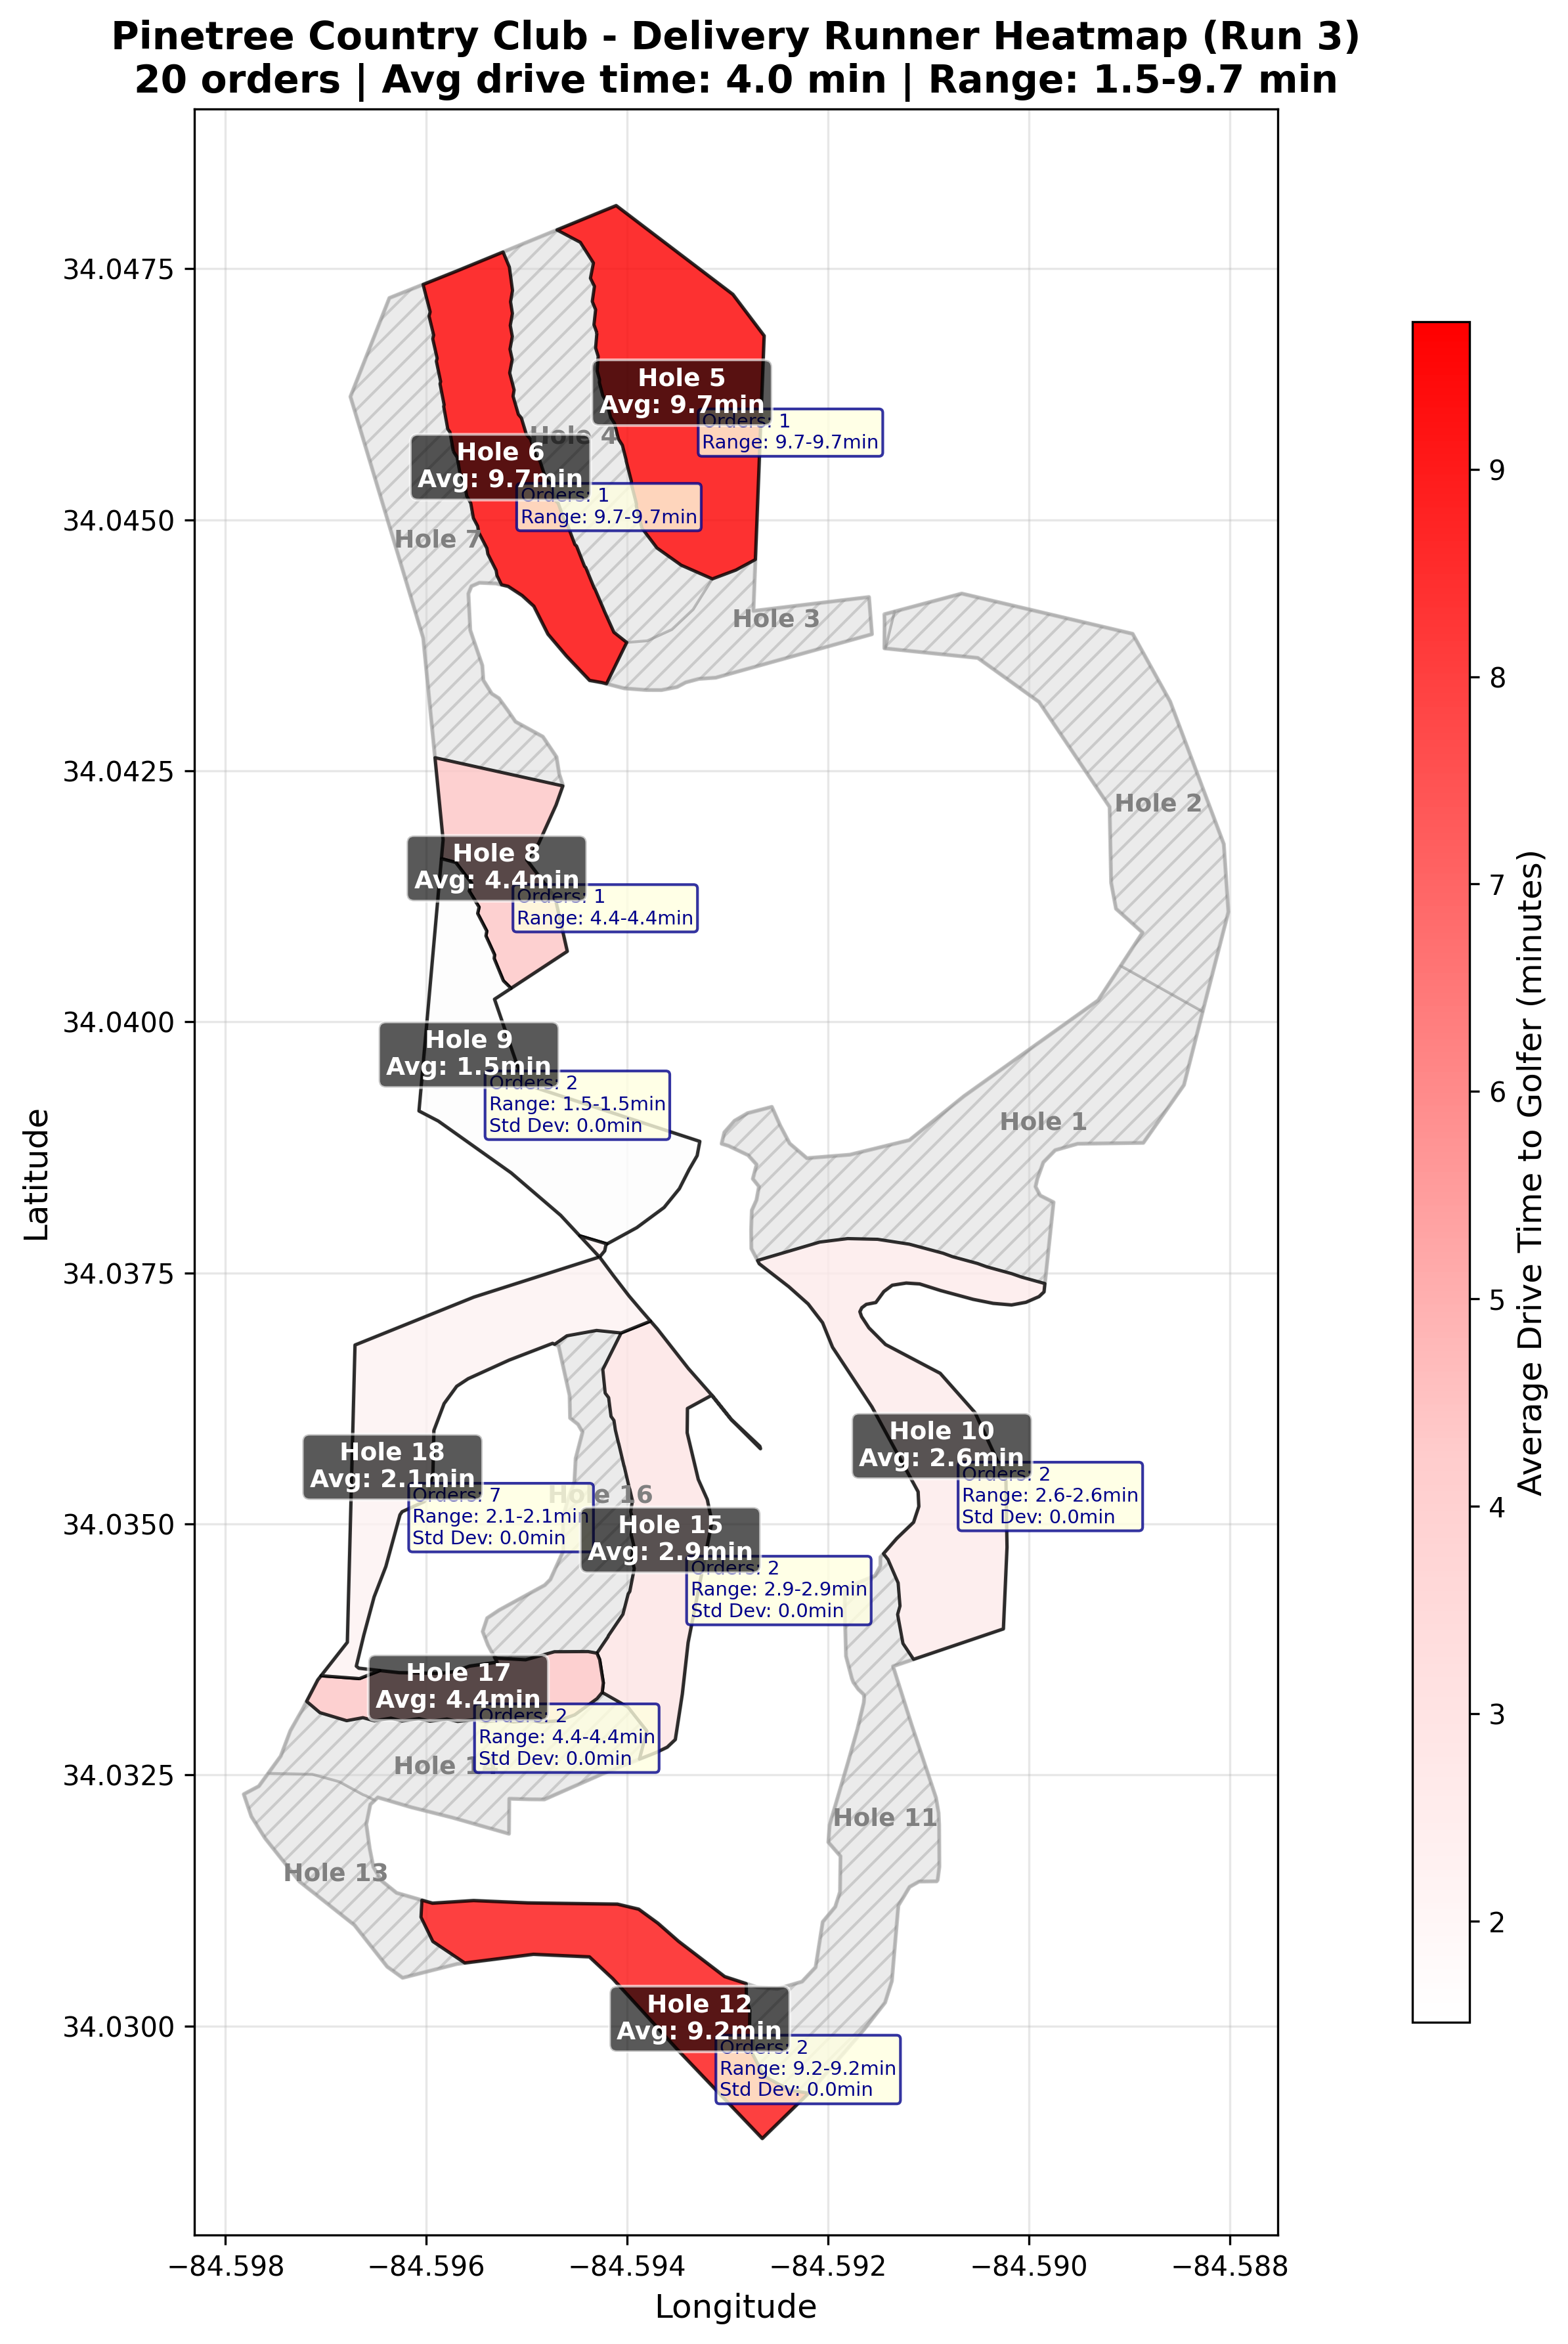 Pinetree Country Club - Delivery Runner Heatmap (Run 3)
20 orders | Avg drive time: 4.0 min | Range: 1.5-9.7 min
34.0475
34.0450
34.0425
34.0400
34.0375
34.0350
34.0325
34.0300
Latitude
−84.598
−84.596
−84.594
−84.592
−84.590
−84.588
Longitude
Hole 5
Avg: 9.7min
Orders: 1
Range: 9.7-9.7min
Hole 4
Hole 6
Avg: 9.7min
Orders: 1
Range: 9.7-9.7min
Hole 7
Hole 3
Hole 2
Hole 8
Avg: 4.4min
Orders: 1
Range: 4.4-4.4min
Hole 9
Avg: 1.5min
Orders: 2
Range: 1.5-1.5min
Std Dev: 0.0min
Hole 1
Hole 10
Avg: 2.6min
Orders: 2
Range: 2.6-2.6min
Std Dev: 0.0min
Hole 18
Avg: 2.1min
Orders: 7
Range: 2.1-2.1min
Std Dev: 0.0min
Hole 16
Hole 15
Avg: 2.9min
Orders: 2
Range: 2.9-2.9min
Std Dev: 0.0min
Hole 17
Avg: 4.4min
Orders: 2
Range: 4.4-4.4min
Std Dev: 0.0min
Hole
Hole 11
Hole 13
Hole 12
Avg: 9.2min
Orders: 2
Range: 9.2-9.2min
Std Dev: 0.0min
9
8
7
6
5
4
3
2
Average Drive Time to Golfer (minutes)